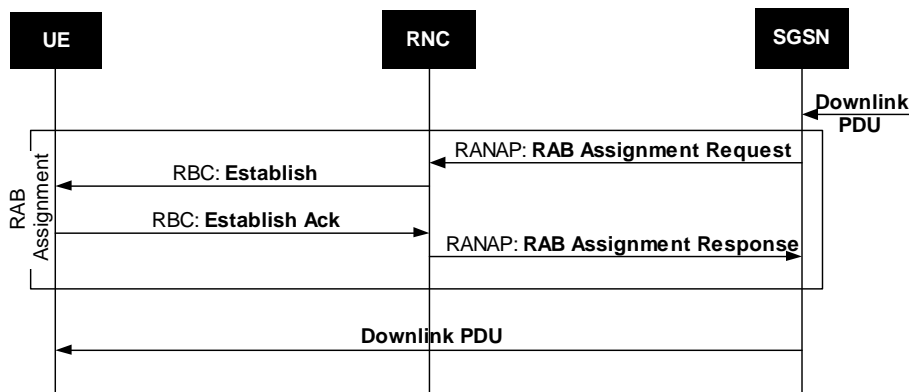 UE
RNC
SGSN
Downlink
PDU
RAB
Assignment
RANAP: RAB Assignment Request
RBC: Establish
RBC: Establish Ack
RANAP: RAB Assignment Response
Downlink PDU